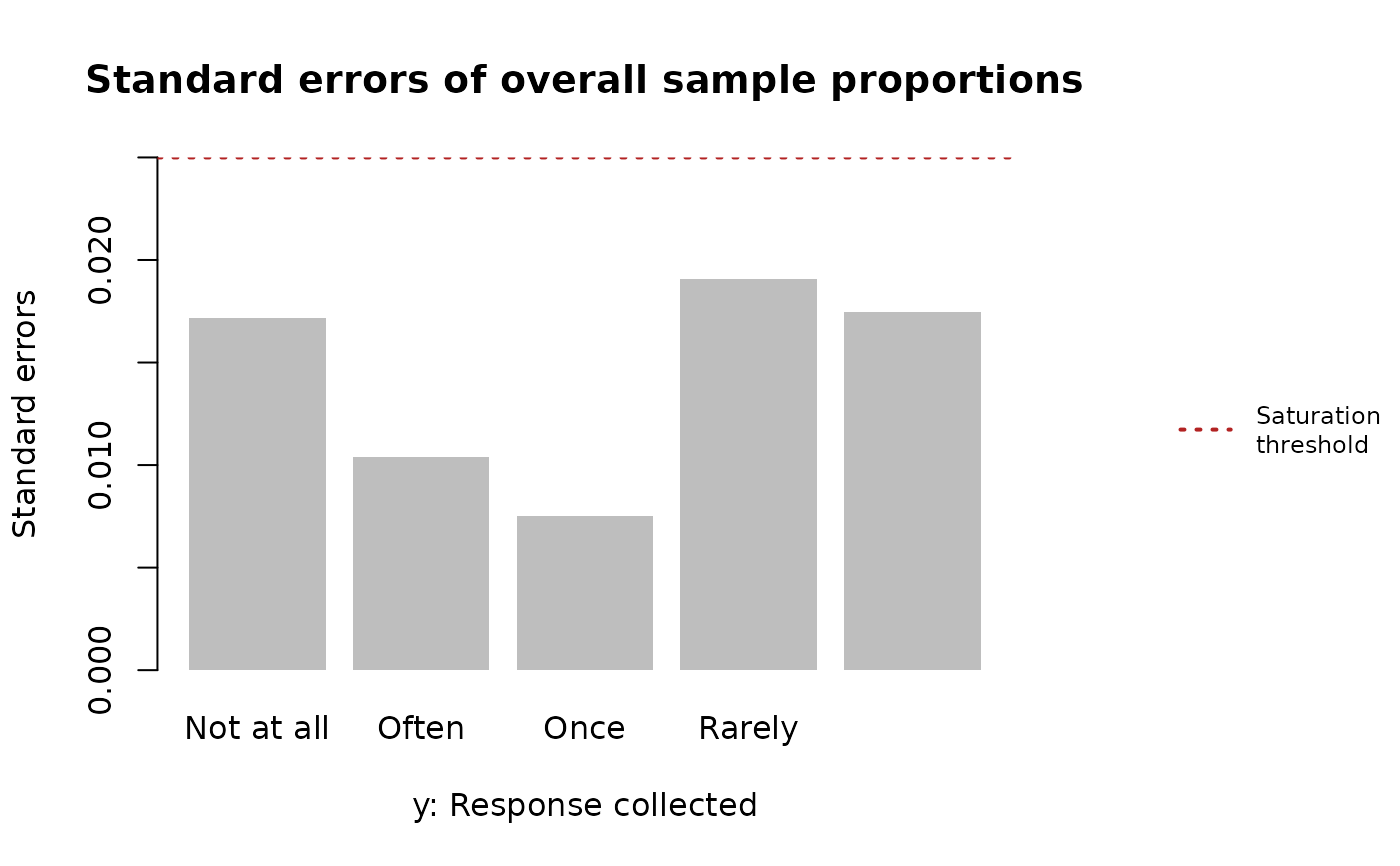 Standard errors of overall sample proportions
Standard errors
0.020
0.010
0.000
Saturation
threshold
Not at all Often Once Rarely
y: Response collected